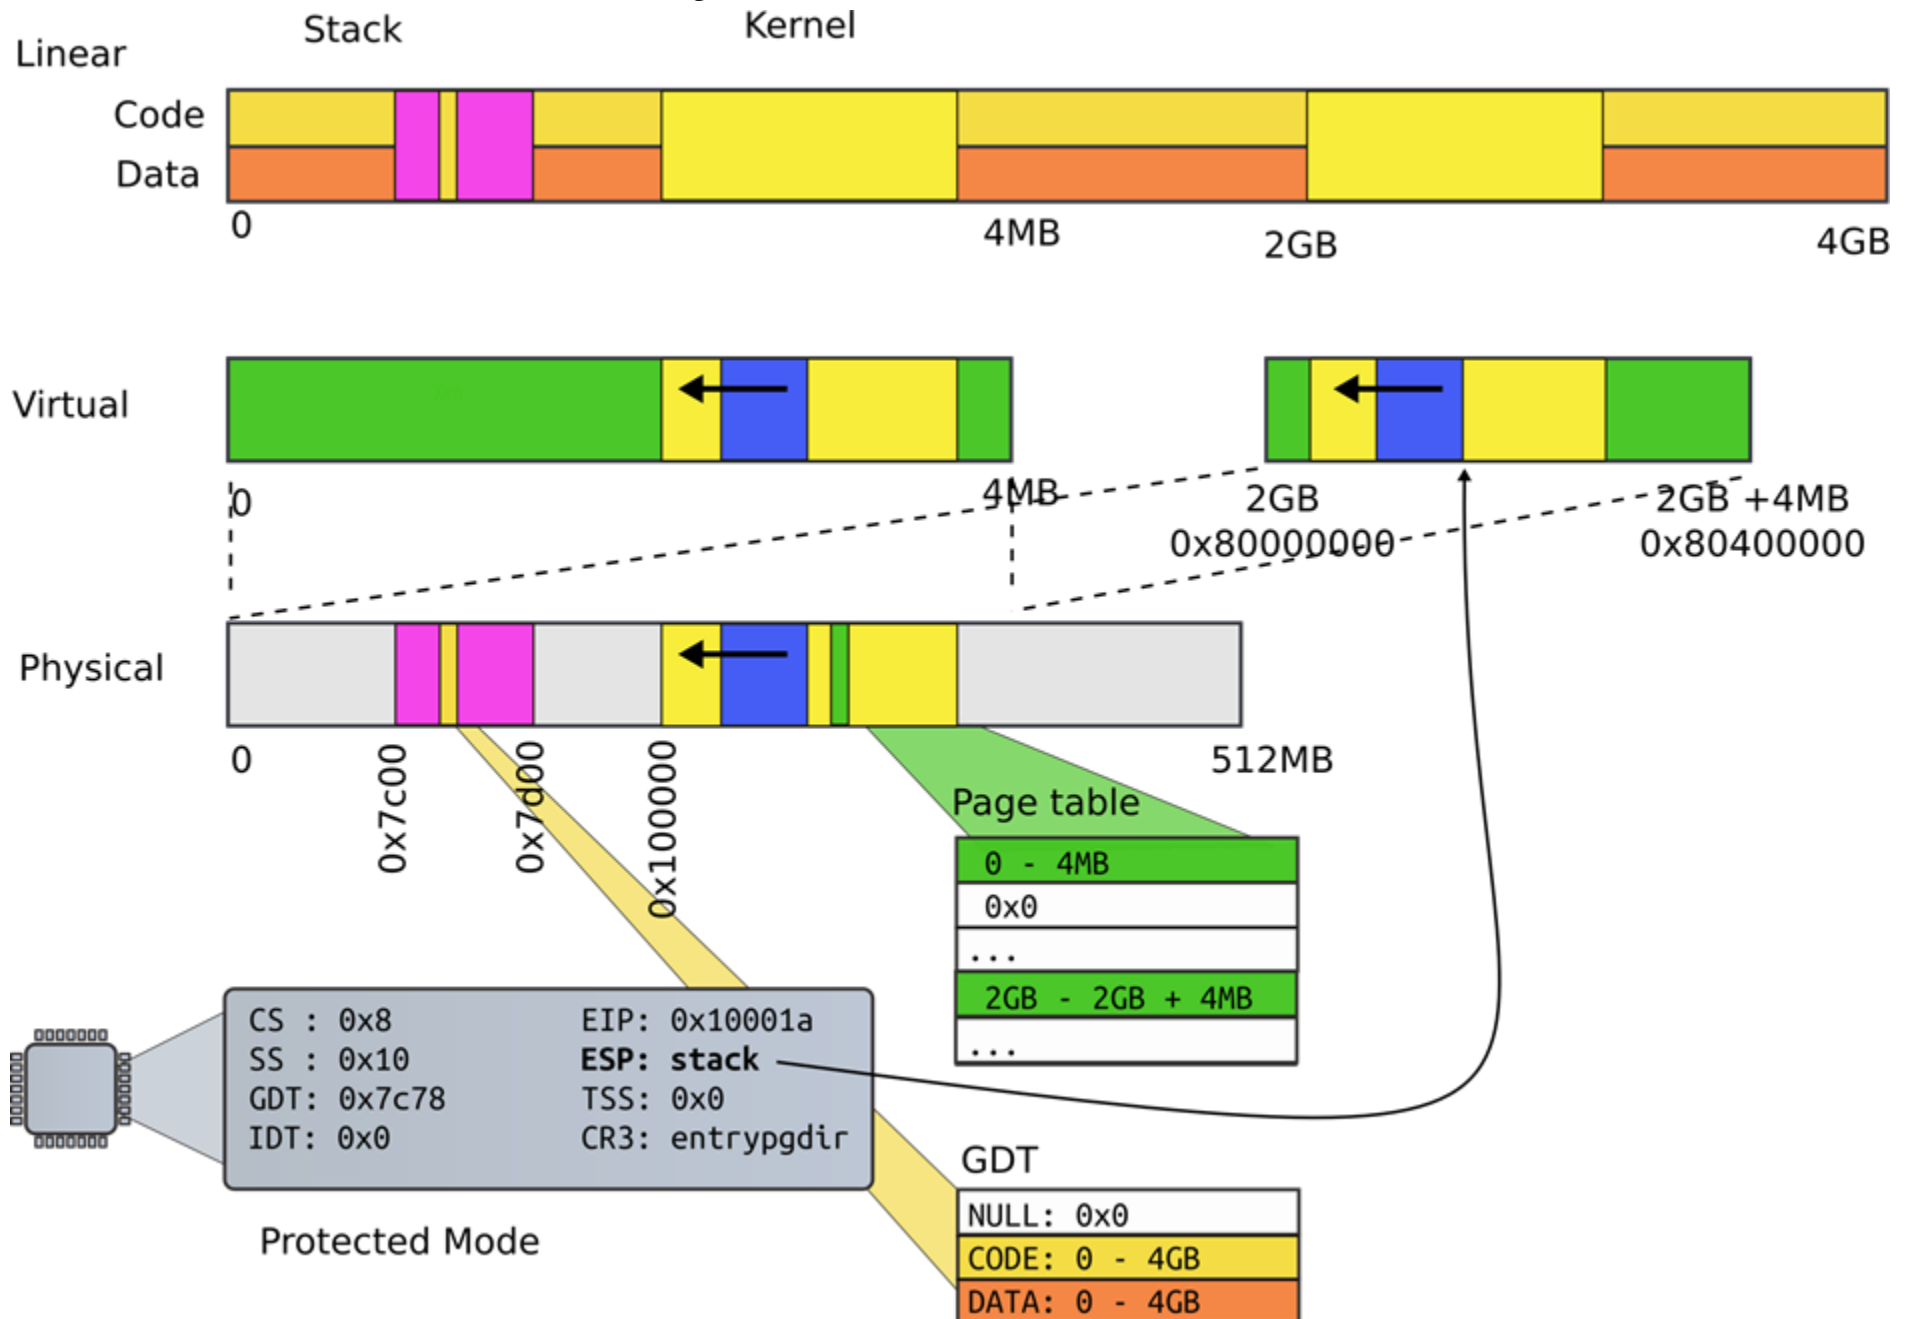 Stack
Kernel
Linear
Code
Data
0
4MB
2GB
4GB
Virtual
0
4MB
2GB
0x80000000
2GB +4MB
0x80400000
Physical
0
0x7c00
0x7d00
0x100000
512MB
Page table
0 - 4MB
0x0
...
2GB - 2GB + 4MB
...
CS : 0x8
EIP: 0x10001a
SS : 0x10
ESP: stack
GDT: 0x7c78
TSS: 0x0
IDT: 0x0
CR3: entrypgdir
Protected Mode
GDT
NULL: 0x0
CODE: 0 - 4GB
DATA: 0 - 4GB